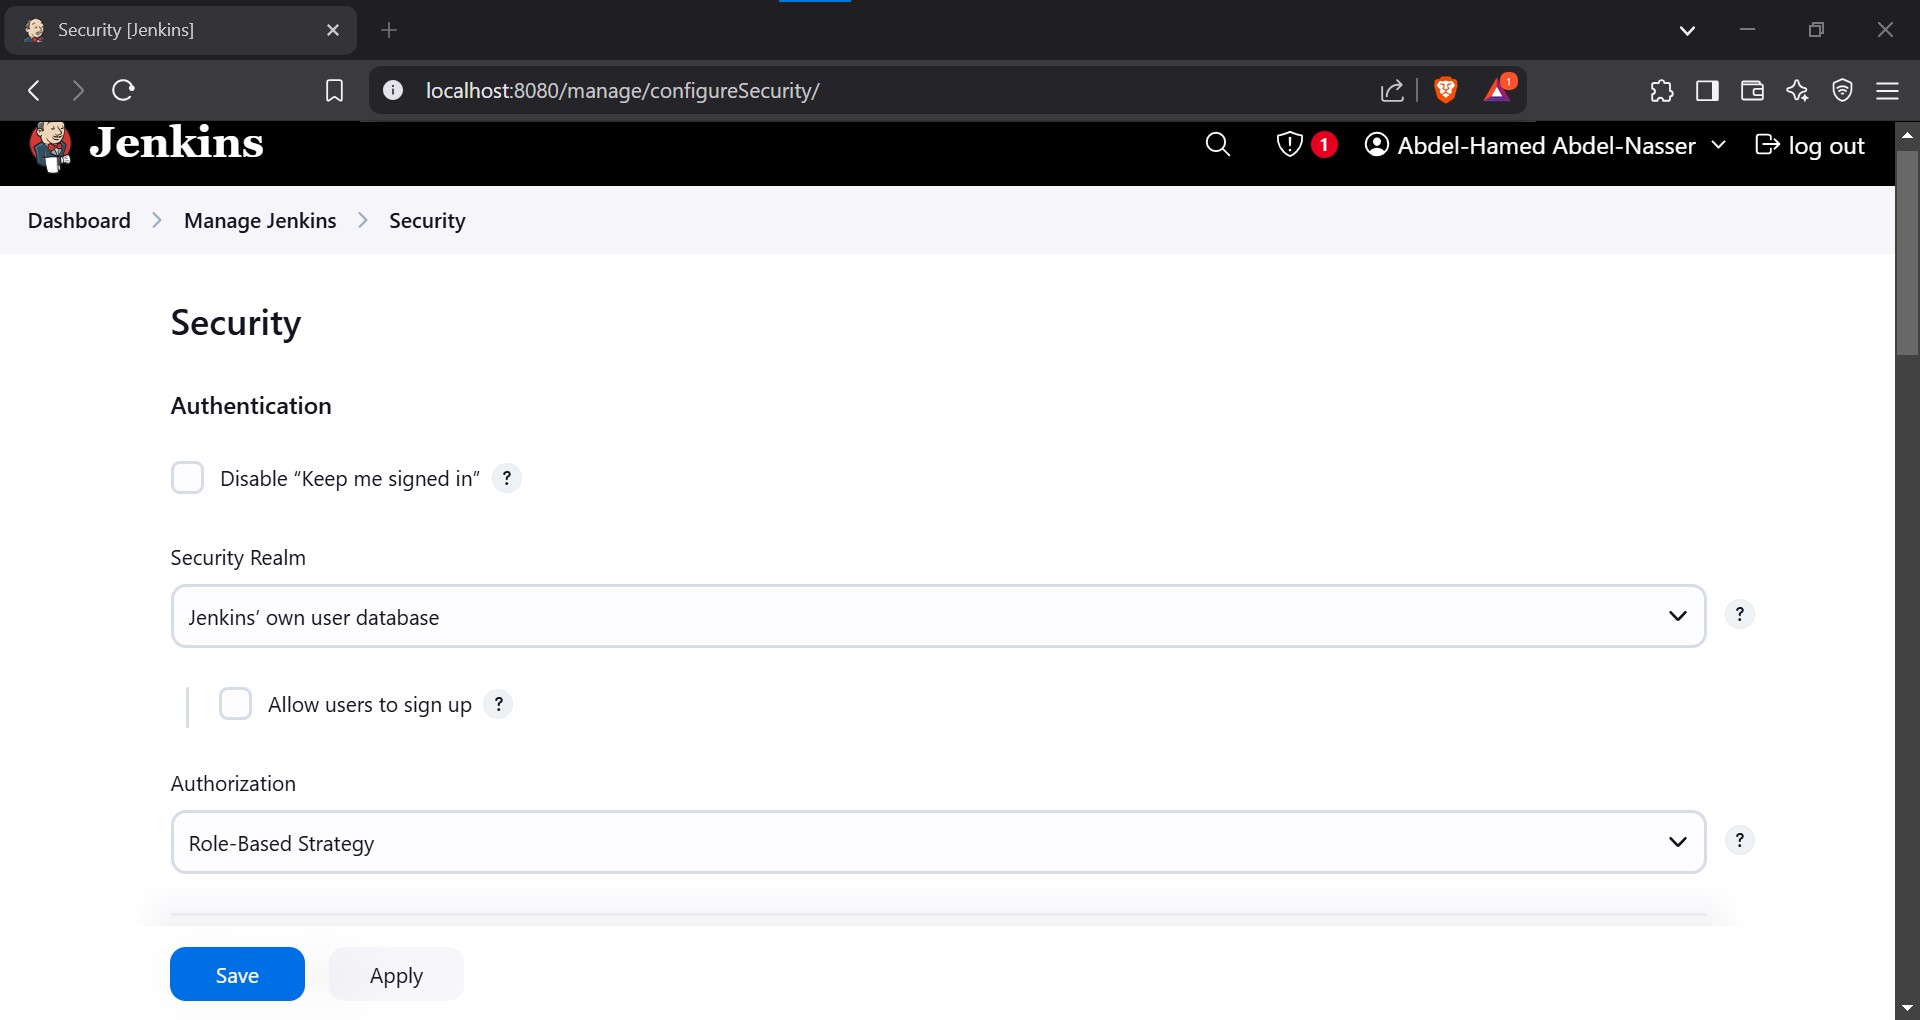 Security [Jenkins]
localhost:8080/manage/configureSecurity/
1
Jenkins
1
Abdel-Hamed Abdel-Nasser
log out
Dashboard
Manage Jenkins
Security
Security
Authentication
Disable “Keep me signed in” ?
Security Realm
Jenkins’ own user database
?
Allow users to sign up ?
Authorization
Role-Based Strategy
?
Save
Apply